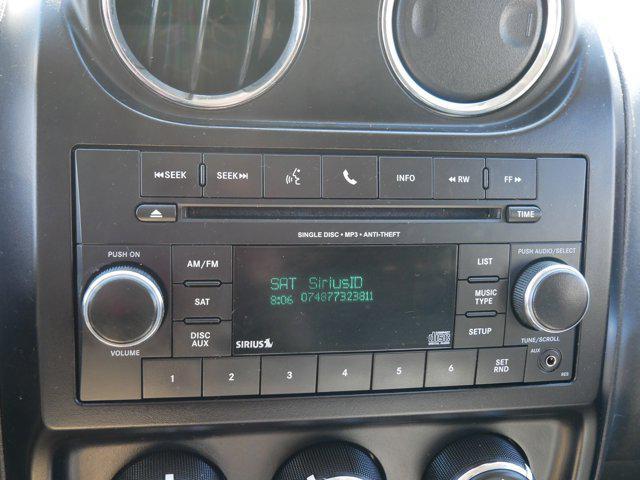 SEEK SEEK INFO RW FF
TIME
SINGLE DISC • MP3 • ANTI-THEFT
PUSH ON
AM/FM
LIST
PUSH AUDIO/SELECT
SAT SiriusID
8:06 074877323811
SAT
MUSIC
TYPE
DISC
AUX
SETUP
VOLUME
SIRIUS
TUNE/SCROLL
AUX
1 2 3 4 5 6
SET
RND
RES